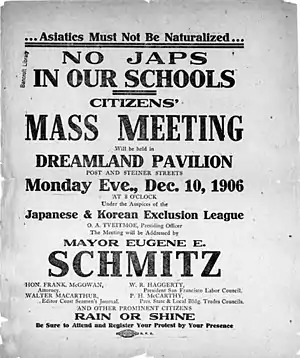 ...Asiatics Must Not Be Naturalized...
NO JAPS
IN OUR SCHOOLS
CITIZENS'
MASS MEETING
Will be held in
DREAMLAND PAVILION
POST AND STEINER STREETS
Monday Eve., Dec. 10, 1906
AT 8 O'CLOCK
Under the Auspices of the
Japanese & Korean Exclusion League
O. A. TVEITMOE, Presiding Officer
The Meeting will be Addressed by
MAYOR EUGENE E.
SCHMITZ
HON. FRANK McGOWAN,
Attorney.
WALTER MACARTHUR,
Editor Coast Seamen's Journal.
W. R. HAGGERTY,
President San Francisco Labor Council.
P. H. McCARTHY,
Pres. State & Local Bldg. Trades Councils.
AND OTHER PROMINENT CITIZENS
RAIN OR SHINE
Be Sure to Attend and Register Your Protest by Your Presence
Bancroft Library